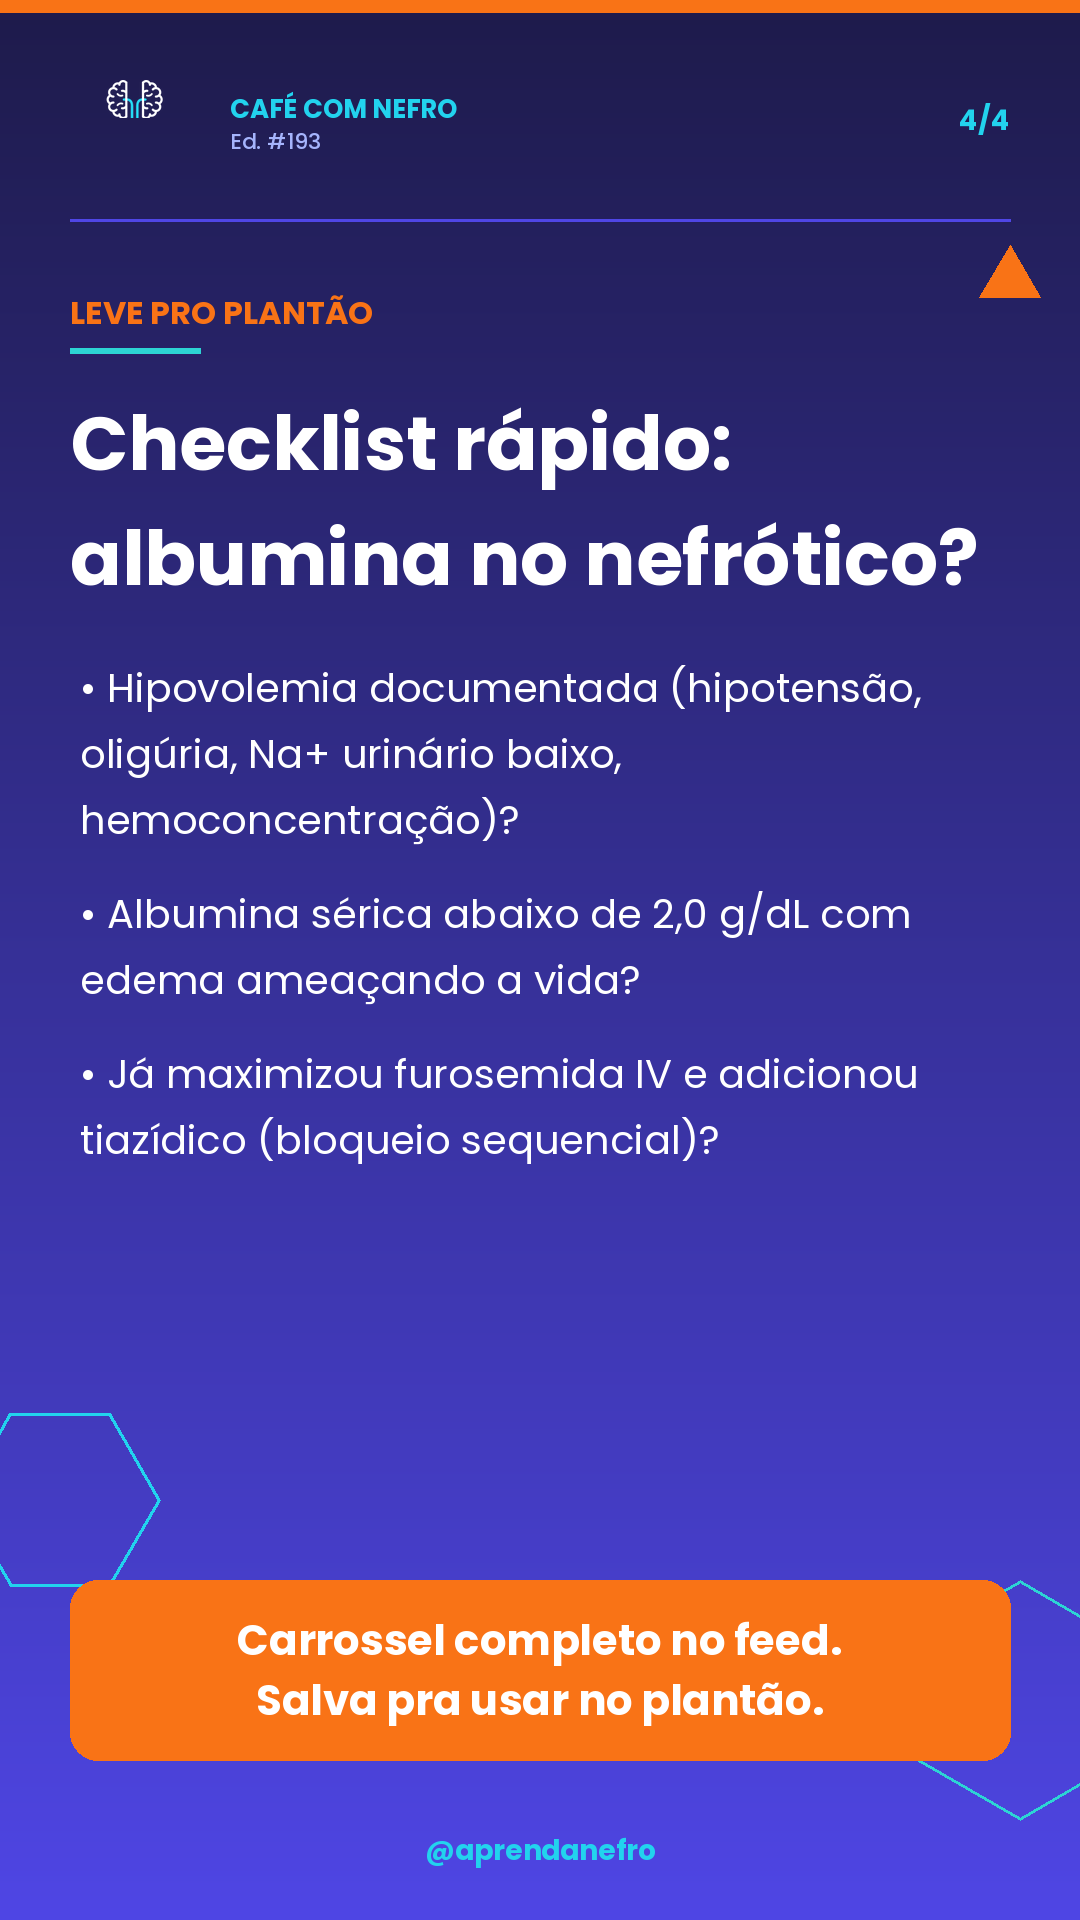 CAFÉ COM NEFRO
Ed. #193
4/4
LEVE PRO PLANTÃO
Checklist rápido:
albumina no nefrótico?
• Hipovolemia documentada (hipotensão,
oligúria, Na+ urinário baixo,
hemoconcentração)?
• Albumina sérica abaixo de 2,0 g/dL com
edema ameaçando a vida?
• Já maximizou furosemida IV e adicionou
tiazídico (bloqueio sequencial)?
Carrossel completo no feed.
Salva pra usar no plantão.
@aprendanefro